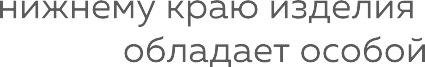 нижнему краю изделия
обладает особой